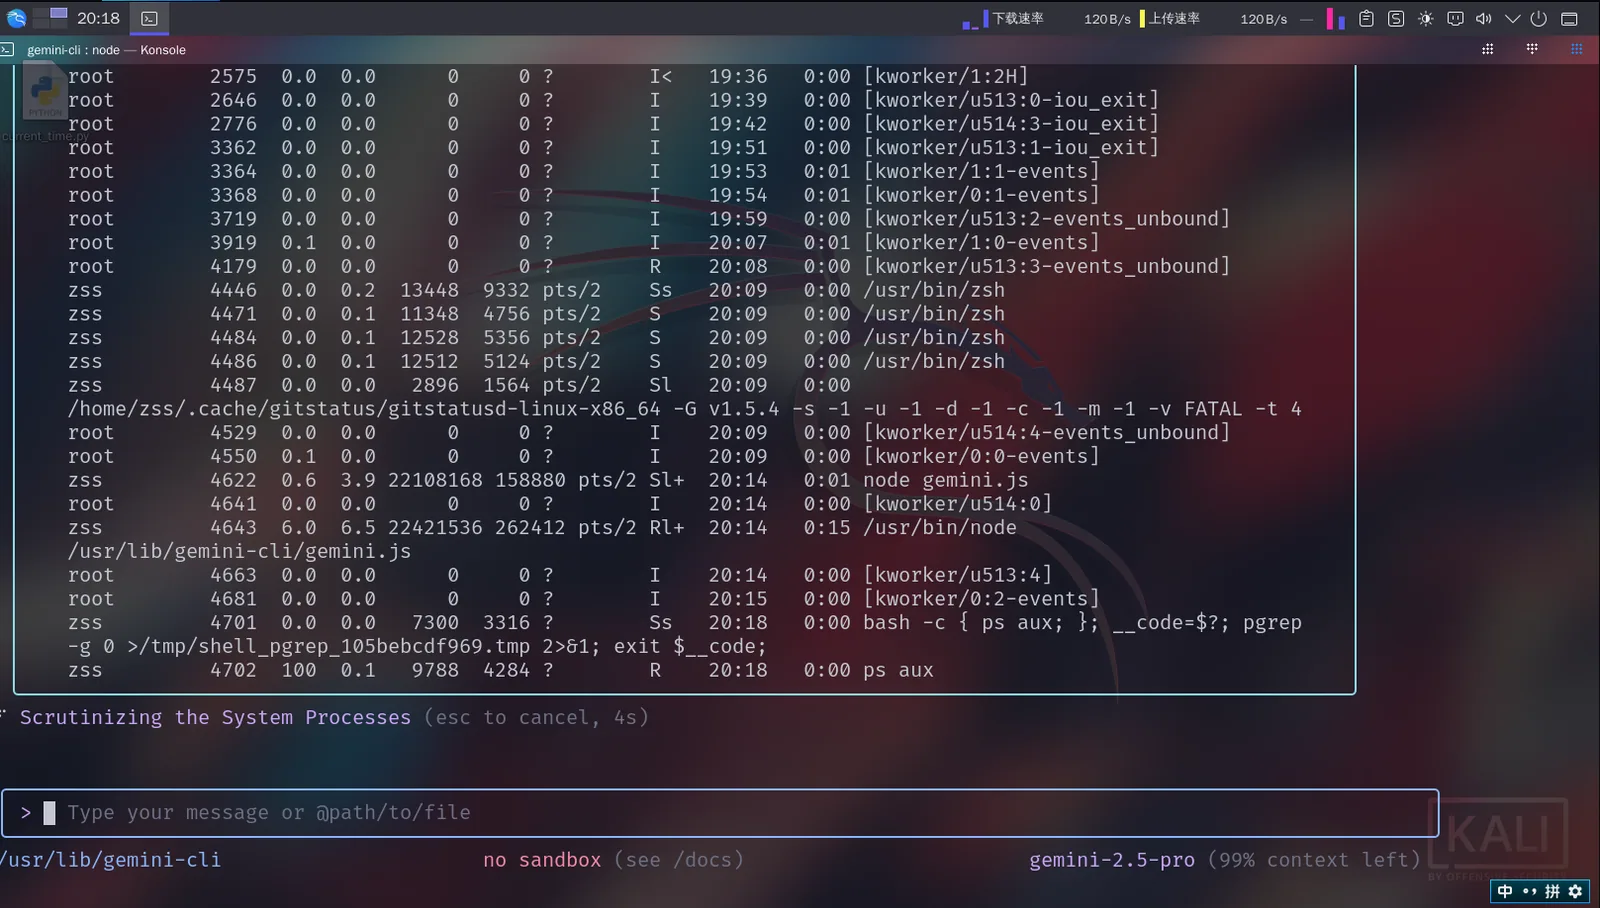 20:18
下载速率 120 B/s 上传速率 120 B/s
gemini-cli : node — Konsole
PYTHON
current_time.py
root 2575 0.0 0.0 0 0 ? I< 19:36 0:00 [kworker/1:2H]
root 2646 0.0 0.0 0 0 ? I 19:39 0:00 [kworker/u513:0-iou_exit]
root 2776 0.0 0.0 0 0 ? I 19:42 0:00 [kworker/u514:3-iou_exit]
root 3362 0.0 0.0 0 0 ? I 19:51 0:00 [kworker/u513:1-iou_exit]
root 3364 0.0 0.0 0 0 ? I 19:53 0:01 [kworker/1:1-events]
root 3368 0.0 0.0 0 0 ? I 19:54 0:01 [kworker/0:1-events]
root 3719 0.0 0.0 0 0 ? I 19:59 0:00 [kworker/u513:2-events_unbound]
root 3919 0.1 0.0 0 0 ? I 20:07 0:01 [kworker/1:0-events]
root 4179 0.0 0.0 0 0 ? R 20:08 0:00 [kworker/u513:3-events_unbound]
zss 4446 0.0 0.2 13448 9332 pts/2 Ss 20:09 0:00 /usr/bin/zsh
zss 4471 0.0 0.1 11348 4756 pts/2 S 20:09 0:00 /usr/bin/zsh
zss 4484 0.0 0.1 12528 5356 pts/2 S 20:09 0:00 /usr/bin/zsh
zss 4486 0.0 0.1 12512 5124 pts/2 S 20:09 0:00 /usr/bin/zsh
zss 4487 0.0 0.0 2896 1564 pts/2 Sl 20:09 0:00
/home/zss/.cache/gitstatus/gitstatusd-linux-x86_64 -G v1.5.4 -s -1 -u -1 -d -1 -c -1 -m -1 -v FATAL -t 4
root 4529 0.0 0.0 0 0 ? I 20:09 0:00 [kworker/u514:4-events_unbound]
root 4550 0.1 0.0 0 0 ? I 20:09 0:00 [kworker/0:0-events]
zss 4622 0.6 3.9 22108168 158880 pts/2 Sl+ 20:14 0:01 node gemini.js
root 4641 0.0 0.0 0 0 ? I 20:14 0:00 [kworker/u514:0]
zss 4643 6.0 6.5 22421536 262412 pts/2 Rl+ 20:14 0:15 /usr/bin/node
/usr/lib/gemini-cli/gemini.js
root 4663 0.0 0.0 0 0 ? I 20:14 0:00 [kworker/u513:4]
root 4681 0.0 0.0 0 0 ? I 20:15 0:00 [kworker/0:2-events]
zss 4701 0.0 0.0 7300 3316 ? Ss 20:18 0:00 bash -c { ps aux; }; __code=$?; pgrep
-g 0 >/tmp/shell_pgrep_105bebcdf969.tmp 2>&1; exit $__code;
zss 4702 100 0.1 9788 4284 ? R 20:18 0:00 ps aux
Scrutinizing the System Processes (esc to cancel, 4s)
> Type your message or @path/to/file
/usr/lib/gemini-cli no sandbox (see /docs) gemini-2.5-pro (99% context left)
KALI
BY OFFENSIVE SECURITY
中 拼